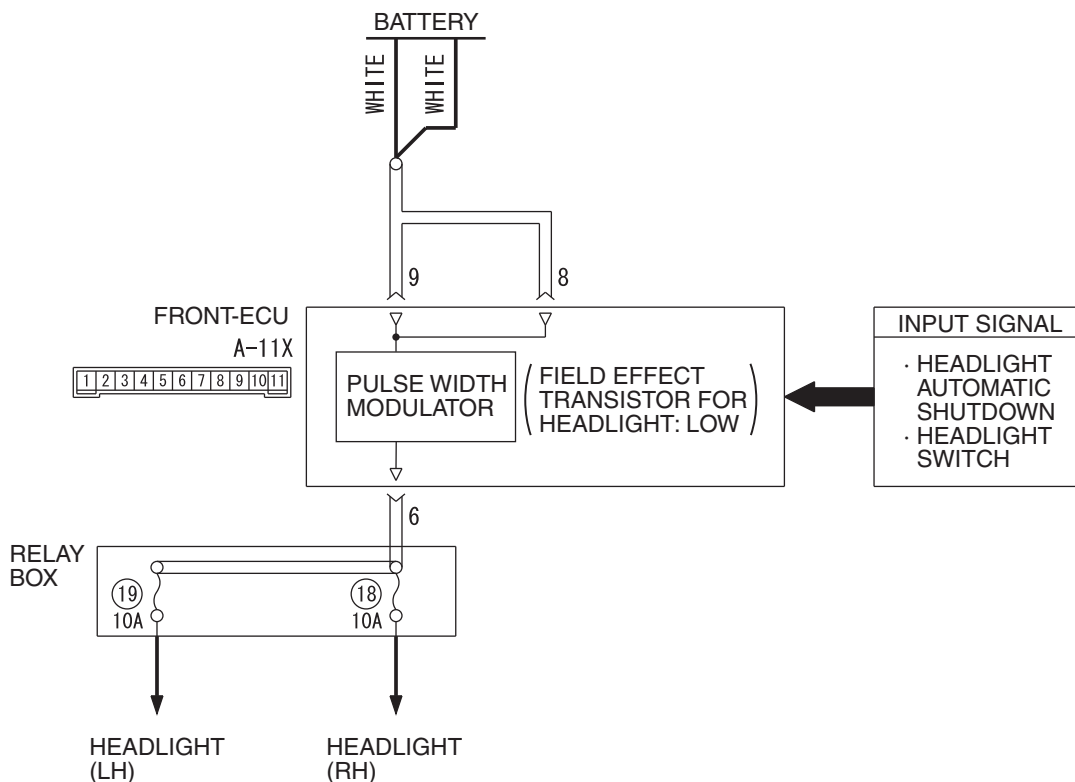 BATTERY
WHITE
WHITE
9
8
FRONT-ECU
A-11X
1 2 3 4 5 6 7 8 9 10 11
PULSE WIDTH
MODULATOR
(FIELD EFFECT
TRANSISTOR FOR
HEADLIGHT: LOW)
INPUT SIGNAL
· HEADLIGHT
AUTOMATIC
SHUTDOWN
· HEADLIGHT
SWITCH
6
RELAY
BOX
19
10A
18
10A
HEADLIGHT
(LH)
HEADLIGHT
(RH)